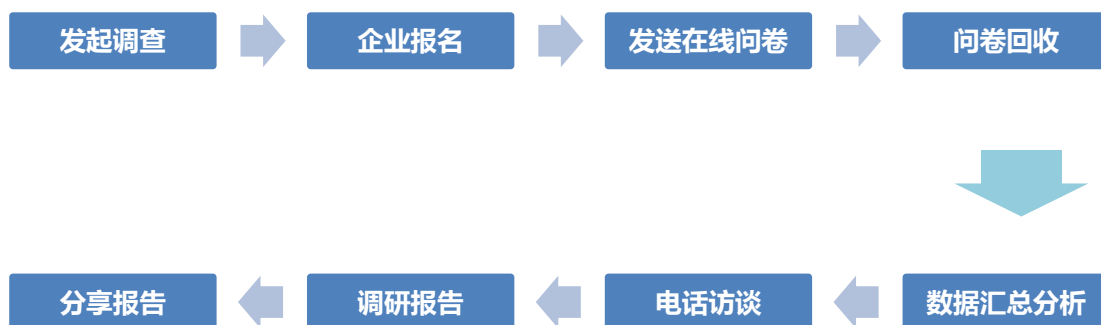 发起调查
企业报名
发送在线问卷
问卷回收
数据汇总分析
电话访谈
调研报告
分享报告